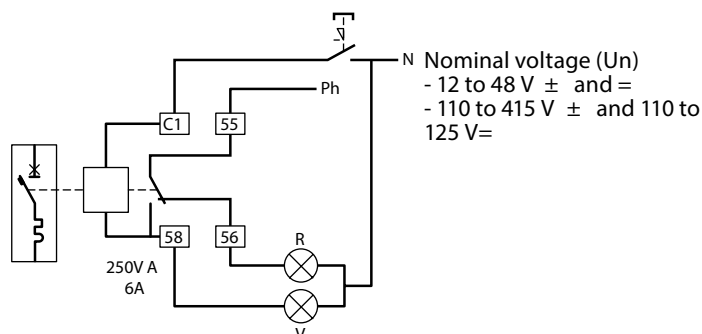 N
Nominal voltage (Un)
- 12 to 48 V ± and =
- 110 to 415 V ± and 110 to
125 V=
Ph
C1
55
58
56
R
250V A
6A
V